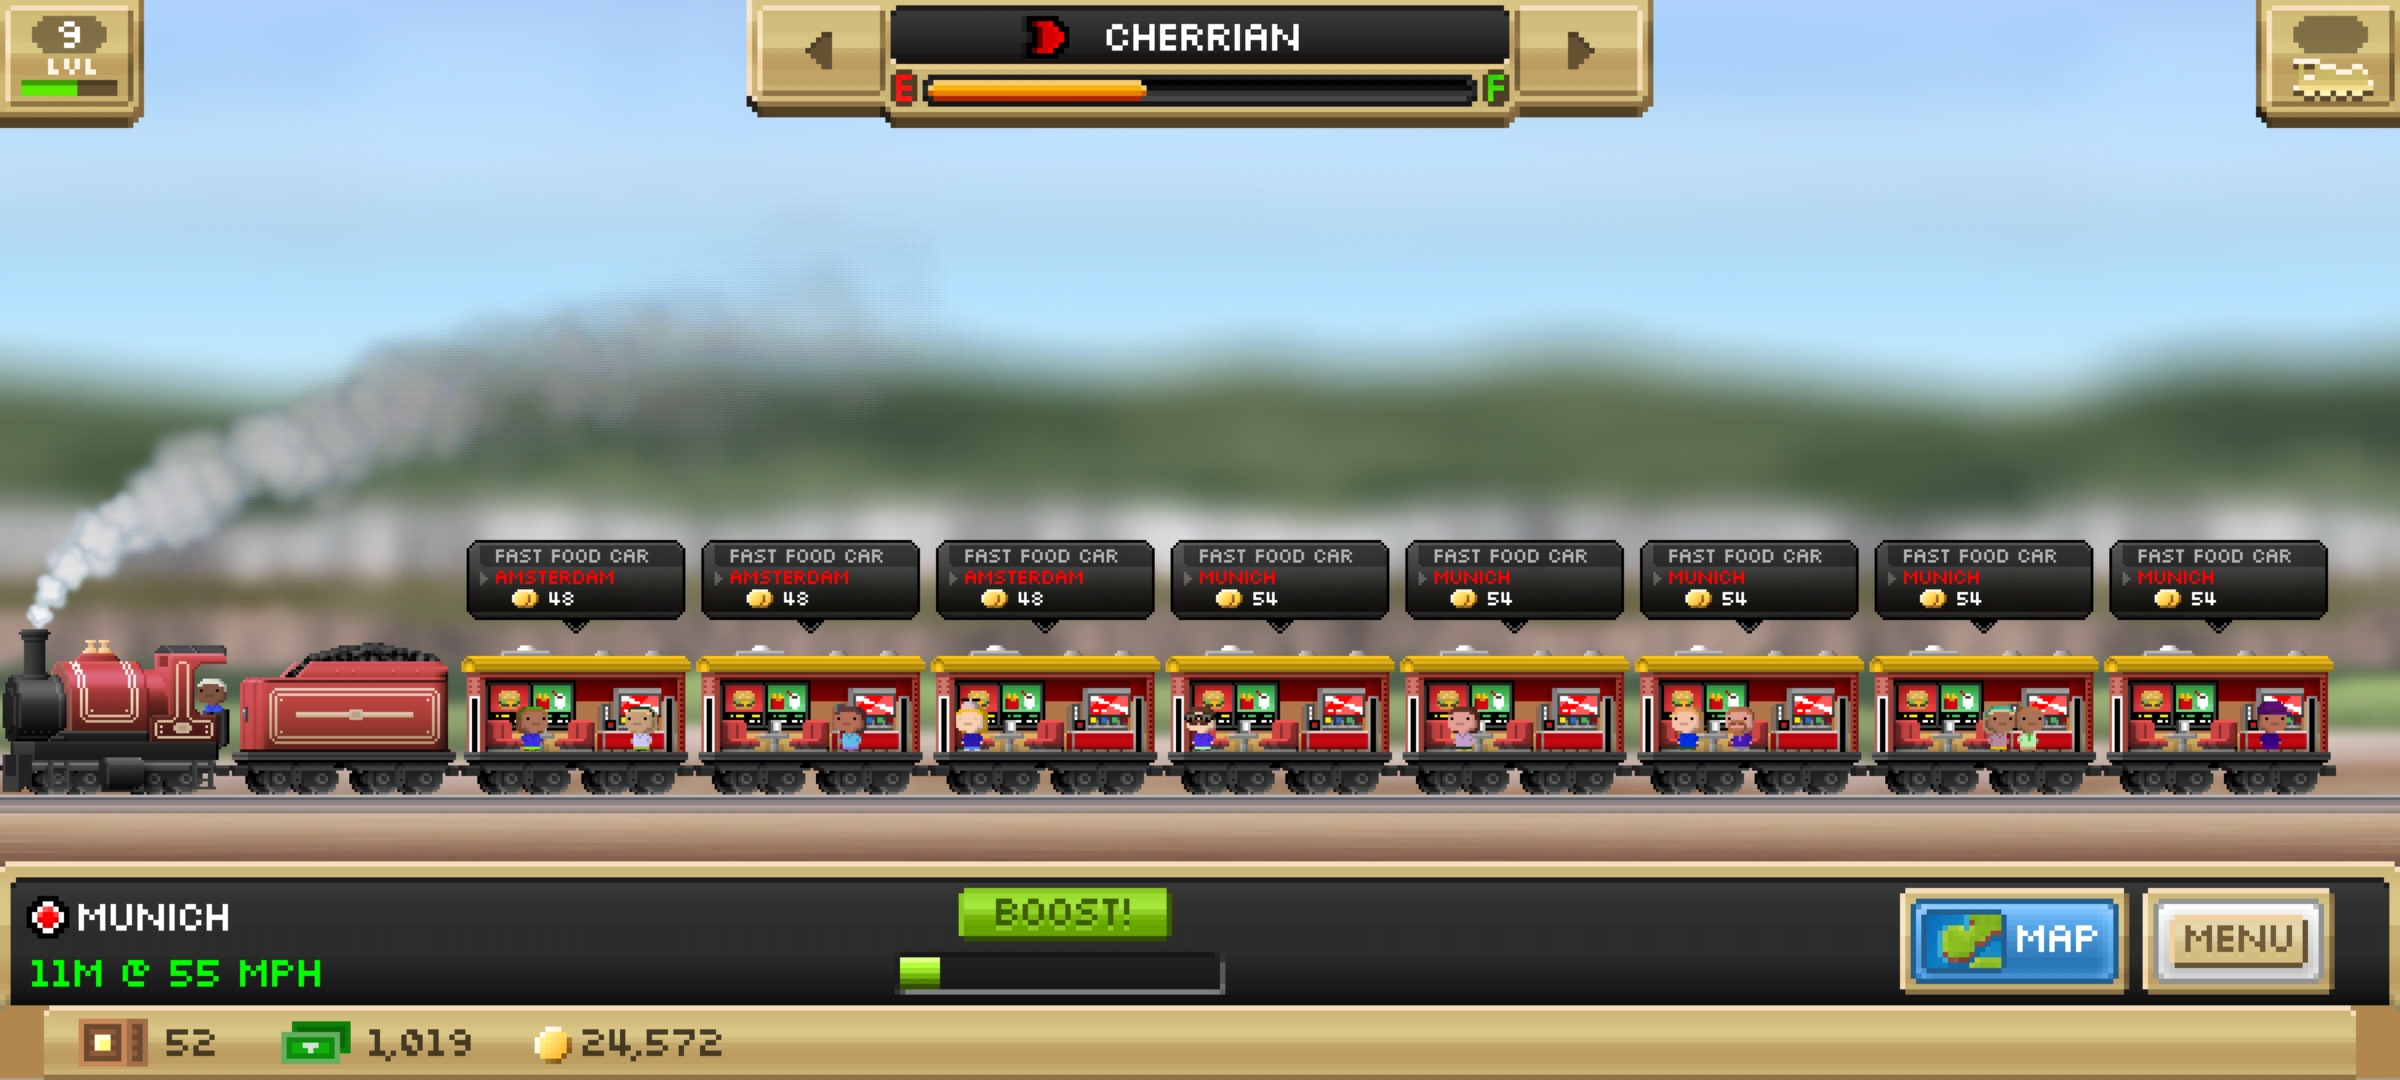 9
LVL
CHERRIAN
E F
FAST FOOD CAR
AMSTERDAM
48
FAST FOOD CAR
AMSTERDAM
48
FAST FOOD CAR
AMSTERDAM
48
FAST FOOD CAR
MUNICH
54
FAST FOOD CAR
MUNICH
54
FAST FOOD CAR
MUNICH
54
FAST FOOD CAR
MUNICH
54
FAST FOOD CAR
MUNICH
54
MUNICH
11M @ 55 MPH
BOOST!
MAP
MENU
52 1,019 24,572